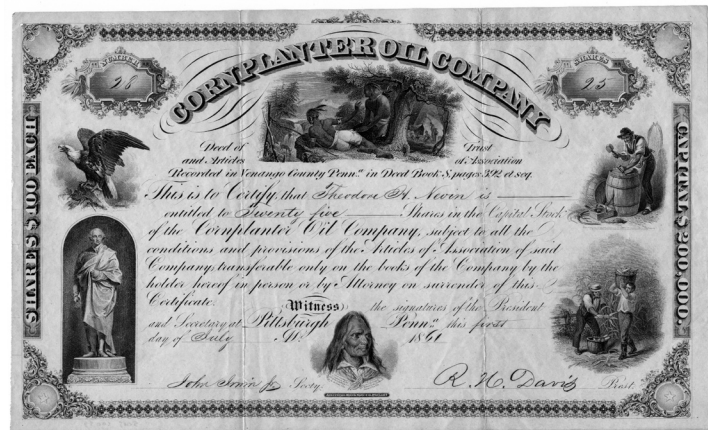 NUMBER
28
CORNPLANTER OIL COMPANY
SHARES
25
SHARES $100 EACH
CAPITAL $200,000.
Deed of Trust
and Articles of Association
Recorded in Venango County Penn.a in Deed Book S, pages 392 et seq.
This is to Certify, that Theodore H. Nevin is
entitled to Twenty five Shares in the Capital Stock
of the Cornplanter Oil Company, subject to all the
conditions and provisions of the Articles of Association of said
Company, transferable only on the books of the Company by the
holder hereof in person or by Attorney on surrender of this
Certificate.
Witness the signatures of the President
and Secretary at Pittsburgh Penn.a this first
day of July A.D. 1861
John Irwin Jr Secty.
R. H. Davis Prest.